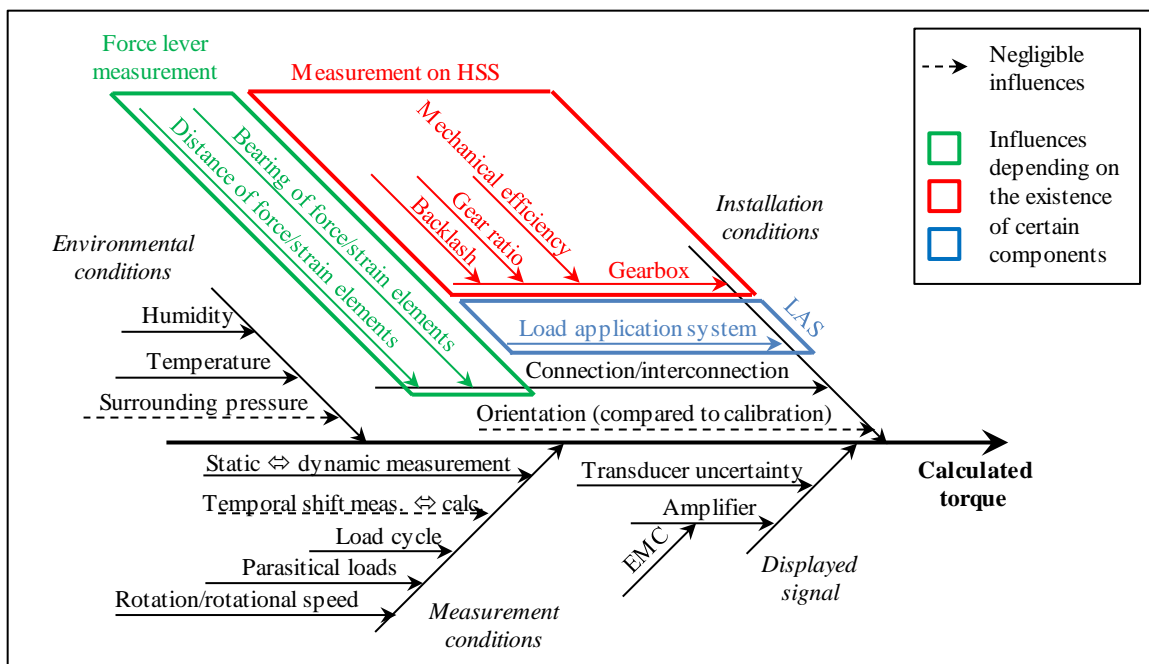 Force lever
measurement
Measurement on HSS
Distance of force/strain elements
Bearing of force/strain elements
Mechanical efficiency
Gear ratio
Backlash
Gearbox
Installation
conditions
LAS
Load application system
Environmental
conditions
Humidity
Temperature
Surrounding pressure
Connection/interconnection
Orientation (compared to calibration)
Negligible
influences
Influences
depending on
the existence
of certain
components
Calculated
torque
Static ⇔ dynamic measurement
Temporal shift meas. ⇔ calc.
Load cycle
Parasitical loads
Rotation/rotational speed
Measurement
conditions
Transducer uncertainty
Amplifier
EMC
Displayed
signal